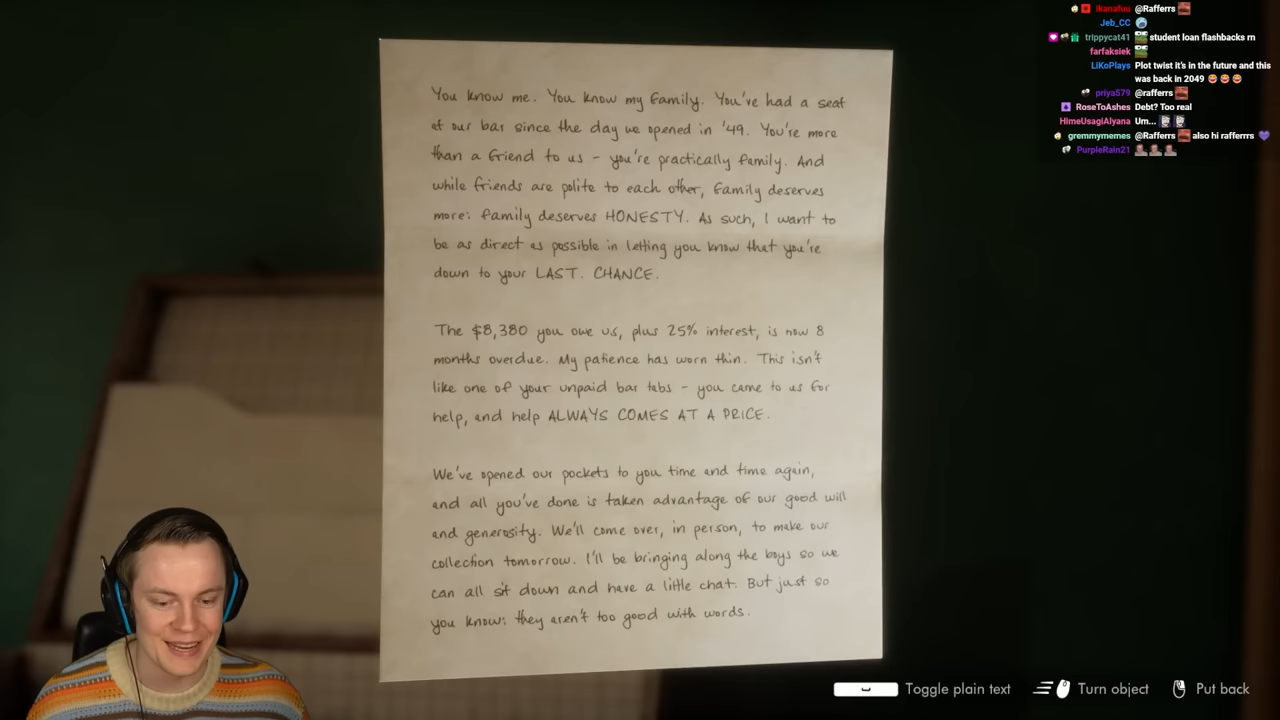 You know me. You know my family. You've had a seat
at our bar since the day we opened in '49. You're more
than a friend to us - you're practically family. And
while friends are polite to each other, family deserves
more: family deserves HONESTY. As such, I want to
be as direct as possible in letting you know that you're
down to your LAST. CHANCE.
The $8,380 you owe us, plus 25% interest, is now 8
months overdue. My patience has worn thin. This isn't
like one of your unpaid bar tabs - you came to us for
help, and help ALWAYS COMES AT A PRICE.
We've opened our pockets to you time and time again,
and all you've done is taken advantage of our good will
and generosity. We'll come over, in person, to make our
collection tomorrow. I'll be bringing along the boys so we
can all sit down and have a little chat. But just so
you know: they aren't too good with words.
ikanafuu @Rafferrs
Jeb_CC
trippycat41 student loan flashbacks rn
farfaksiek
LiKoPlays Plot twist it's in the future and this
was back in 2049
priya579 @rafferrs
RoseToAshes Debt? Too real
HimeUsagiAlyana Um...
gremmymemes @Rafferrs also hi rafferrrs
PurpleRain21
Toggle plain text Turn object Put back